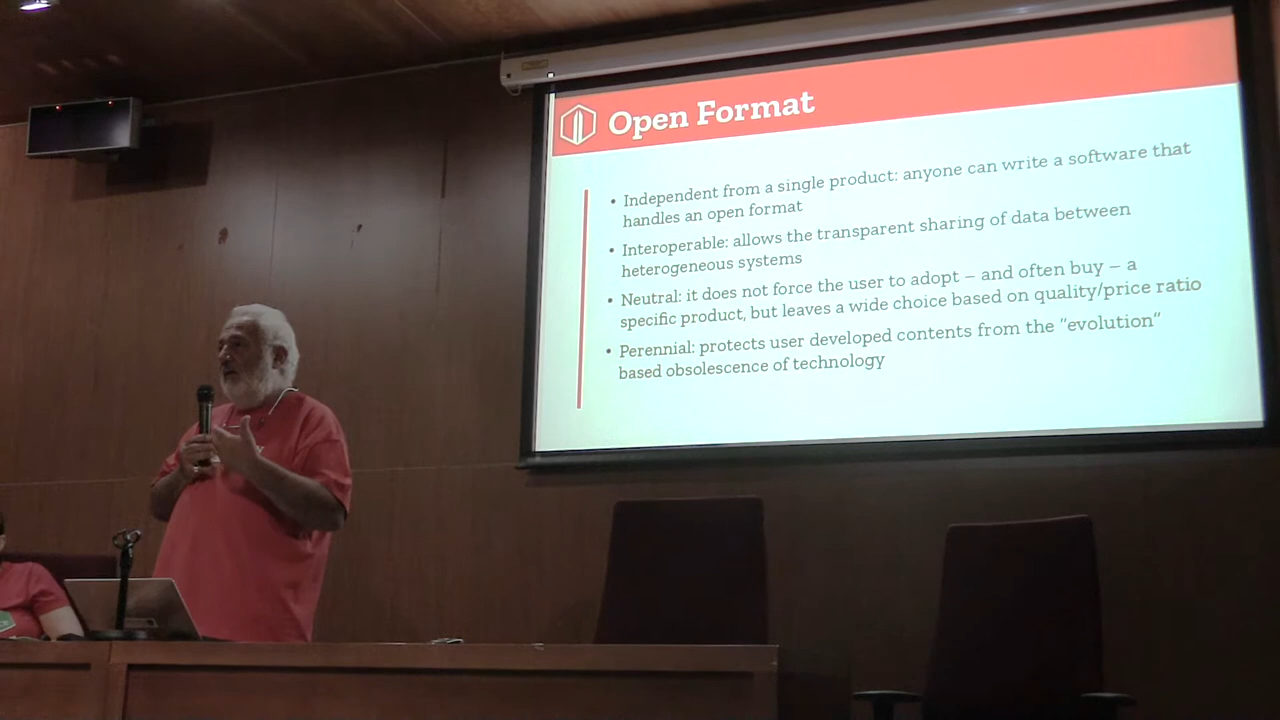 Open Format
• Independent from a single product: anyone can write a software that
handles an open format
• Interoperable: allows the transparent sharing of data between
heterogeneous systems
• Neutral: it does not force the user to adopt – and often buy – a
specific product, but leaves a wide choice based on quality/price ratio
• Perennial: protects user developed contents from the "evolution"
based obsolescence of technology